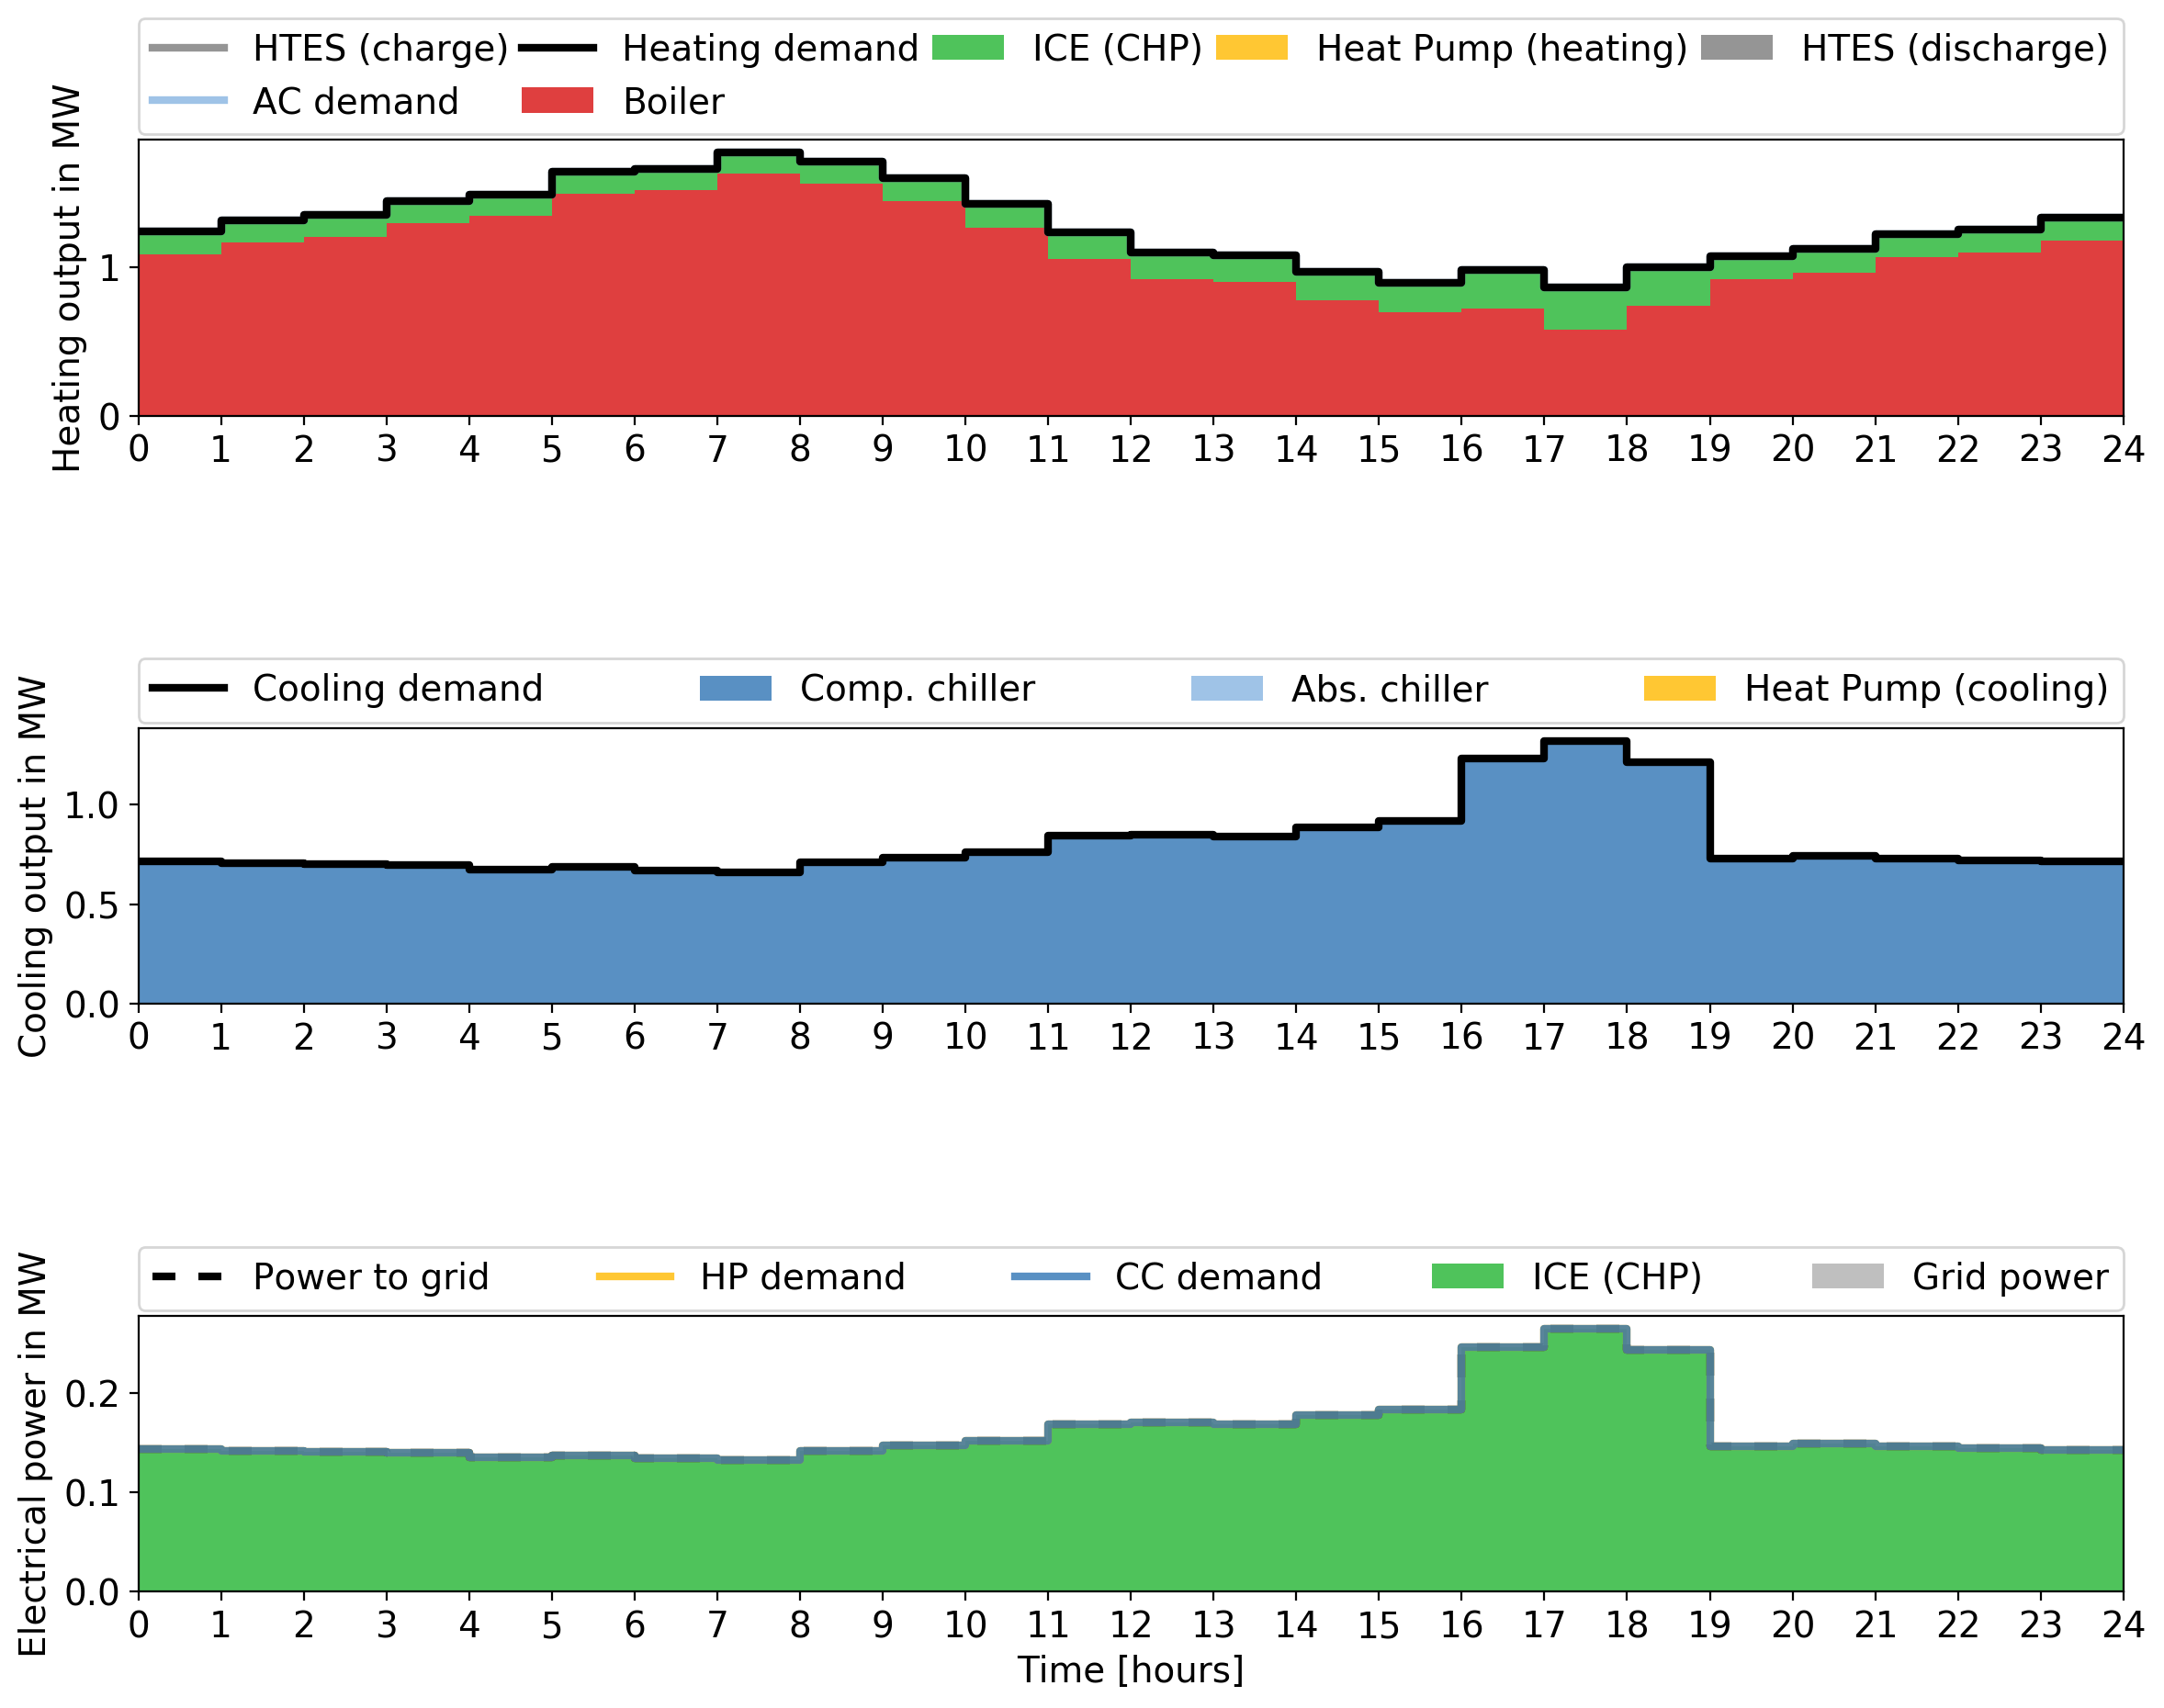 HTES (charge) Heating demand ICE (CHP) Heat Pump (heating) HTES (discharge)
AC demand Boiler
Heating output in MW
1
0
0 1 2 3 4 5 6 7 8 9 10 11 12 13 14 15 16 17 18 19 20 21 22 23 24
Cooling demand Comp. chiller Abs. chiller Heat Pump (cooling)
Cooling output in MW
1.0
0.5
0.0
0 1 2 3 4 5 6 7 8 9 10 11 12 13 14 15 16 17 18 19 20 21 22 23 24
Power to grid HP demand CC demand ICE (CHP) Grid power
Electrical power in MW
0.2
0.1
0.0
0 1 2 3 4 5 6 7 8 9 10 11 12 13 14 15 16 17 18 19 20 21 22 23 24
Time [hours]